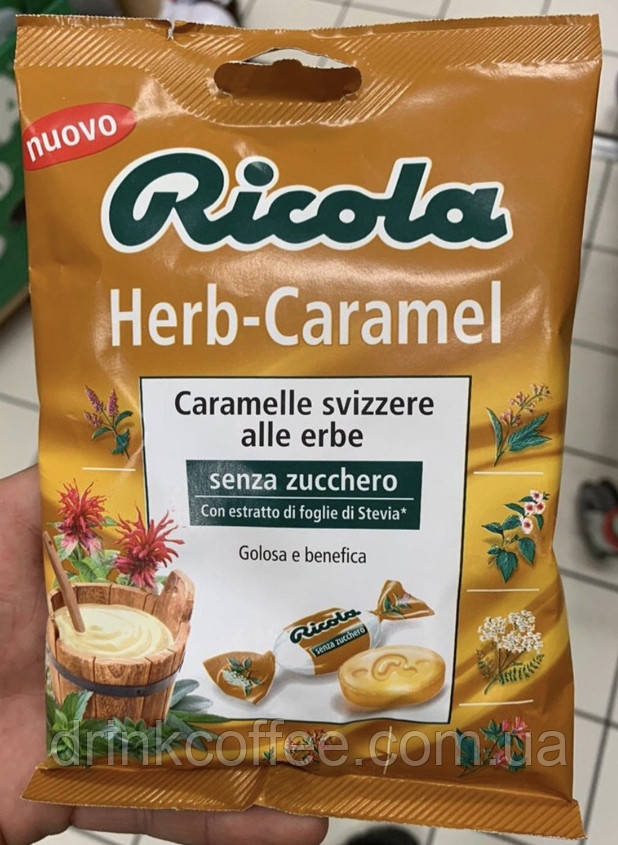 nuovo
Ricola
Herb-Caramel
Caramelle svizzere
alle erbe
senza zucchero
Con estratto di foglie di Stevia*
Golosa e benefica
Ricola
senza zucchero
drinkcoffee.com.ua